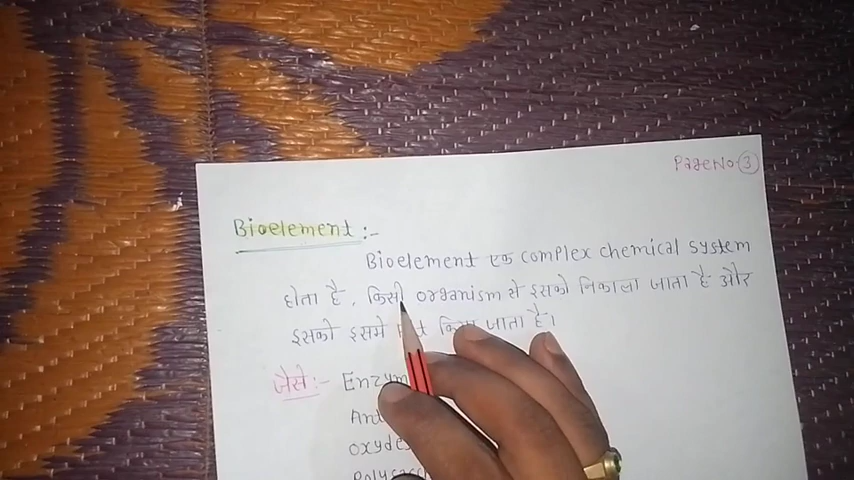 Page No. 3
Bioelement :-
Bioelement एक complex chemical system
होता है, किसी organism से इसको निकाला जाता है और
इसको इसमे जाता है।
जैसे :- Enzym